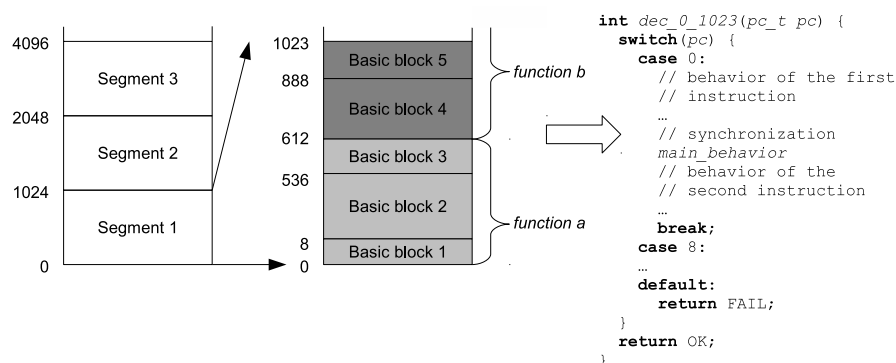 4096
Segment 3
2048
Segment 2
1024
Segment 1
0
1023
Basic block 5
888
Basic block 4
612
Basic block 3
536
Basic block 2
8
Basic block 1
0
function b
function a
int dec_0_1023(pc_t pc) {
switch(pc) {
case 0:
// behavior of the first
// instruction
…
// synchronization
main_behavior
// behavior of the
// second instruction
…
break;
case 8:
…
default:
return FAIL;
}
return OK;
}